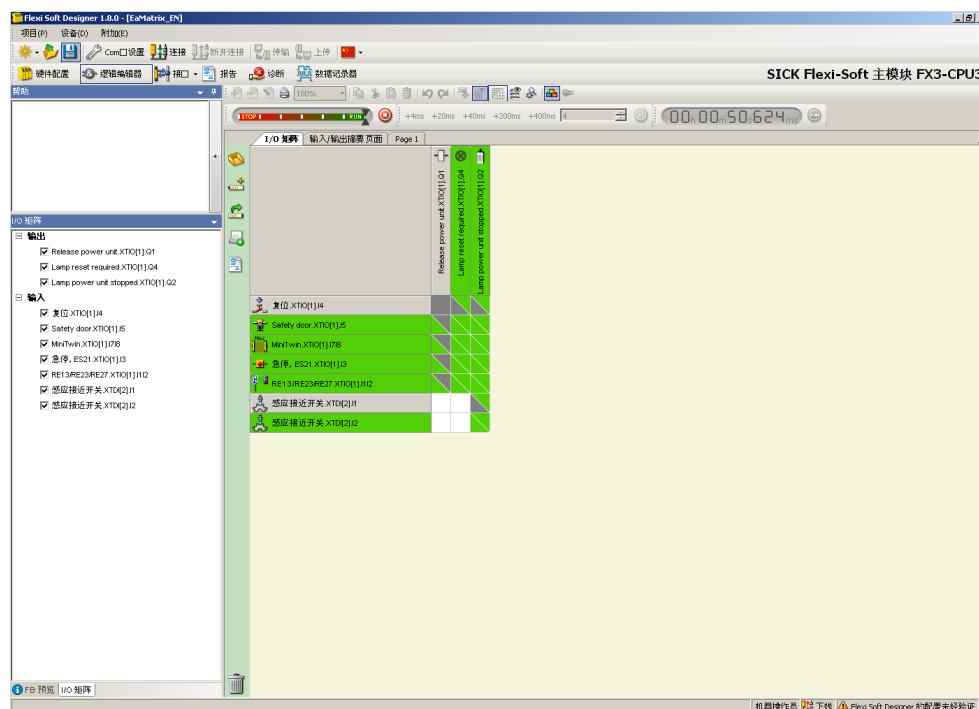 Flexi Soft Designer 1.8.0 - [EaMatrix_EN]
项目(P) 设备(D) 附加(E)
Com口设置 连接 断开连接 传输 上传
硬件配置 逻辑编辑器 接口 报告 诊断 数据记录器
SICK Flexi-Soft 主模块 FX3-CPU3
帮助
100%
STOP RUN +4ms +20ms +40ms +200ms +400ms 4 00h00m50s624ms
I/O 矩阵 输入/输出摘要页面 Page 1
Release power unit.XTIO[1].Q1
Lamp reset required.XTIO[1].Q4
Lamp power unit stopped.XTIO[1].Q2
I/O 矩阵
输出
Release power unit.XTIO[1].Q1
Lamp reset required.XTIO[1].Q4
Lamp power unit stopped.XTIO[1].Q2
输入
复位.XTIO[1].I4
Safety door.XTIO[1].I5
MiniTwin.XTIO[1].I7I8
急停, ES21.XTIO[1].I3
RE13/RE23/RE27.XTIO[1].I1I2
感应接近开关.XTDI[2].I1
感应接近开关.XTDI[2].I2
复位.XTIO[1].I4
Safety door.XTIO[1].I5
MiniTwin.XTIO[1].I7I8
急停, ES21.XTIO[1].I3
RE13/RE23/RE27.XTIO[1].I1I2
感应接近开关.XTDI[2].I1
感应接近开关.XTDI[2].I2
FB 预览 I/O 矩阵
机器操作员 下线 Flexi Soft Designer 的配置未经验证